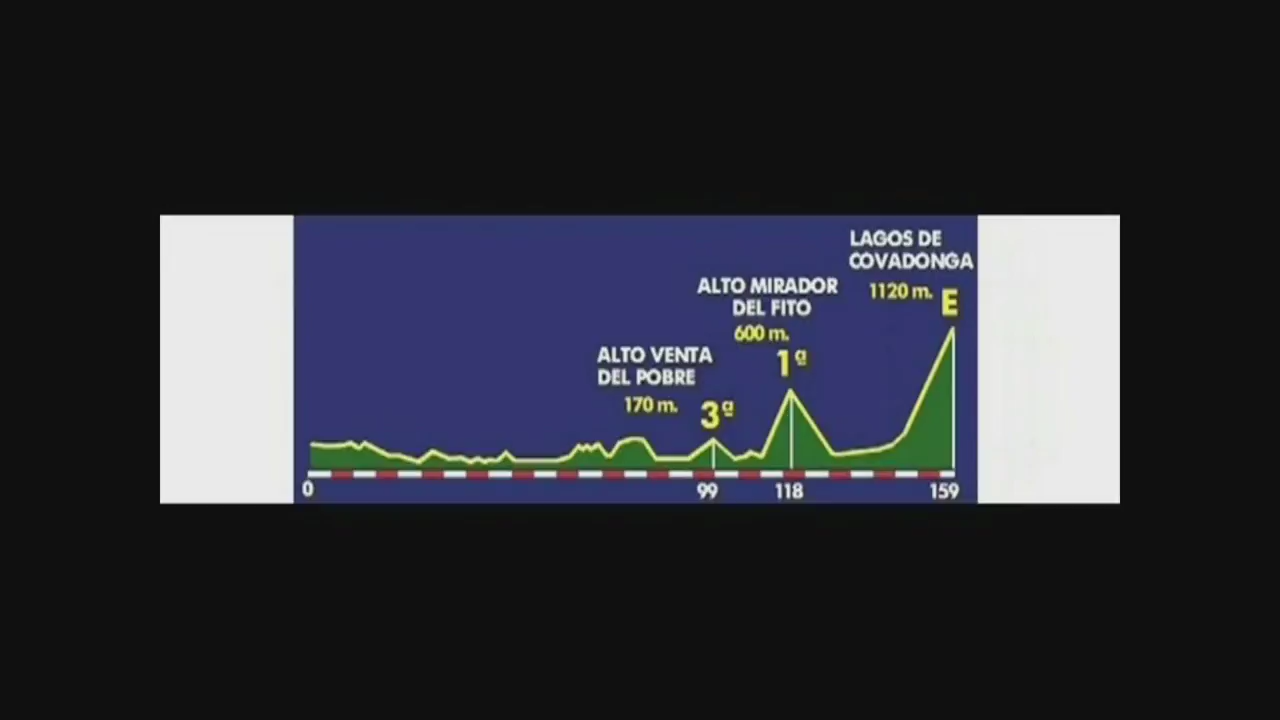 LAGOS DE
COVADONGA
1120 m. E
ALTO MIRADOR
DEL FITO
600 m.
1ª
ALTO VENTA
DEL POBRE
170 m. 3ª
0 99 118 159